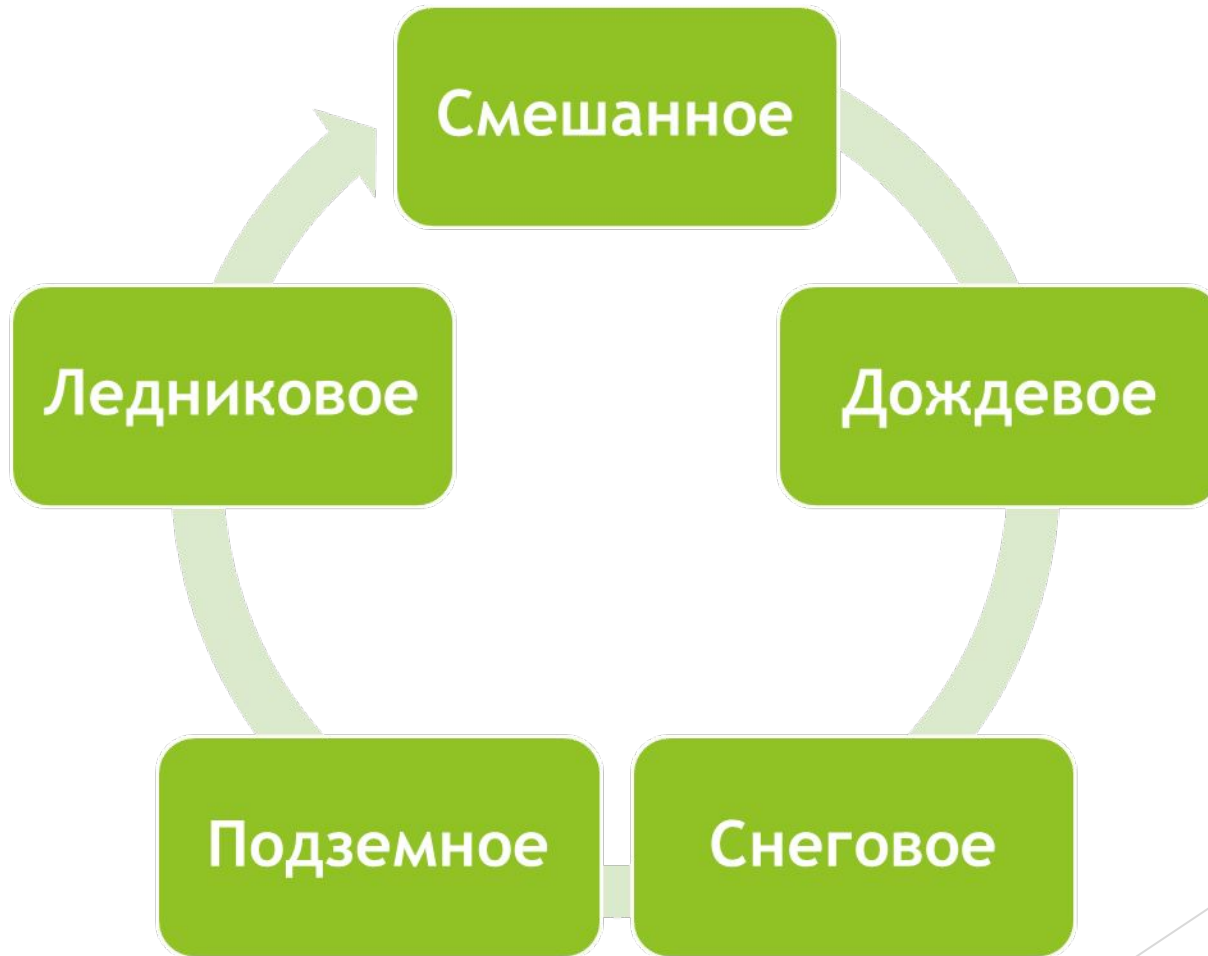 Смешанное
Дождевое
Снеговое
Подземное
Ледниковое